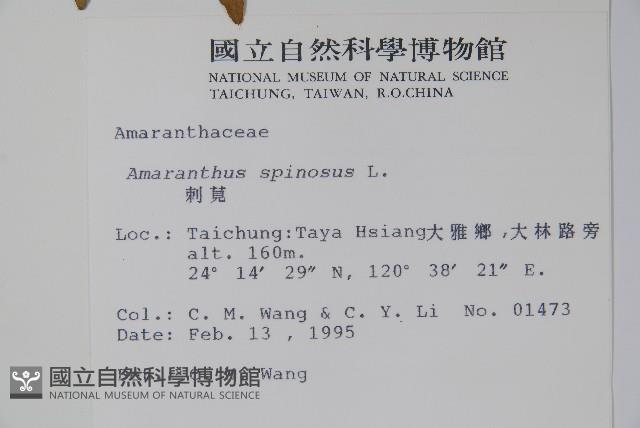 國立自然科學博物館
NATIONAL MUSEUM OF NATURAL SCIENCE
TAICHUNG, TAIWAN, R.O.CHINA
Amaranthaceae
Amaranthus spinosus L.
刺莧
Loc.: Taichung:Taya Hsiang大雅鄉,大林路旁
alt. 160m.
24° 14′ 29″ N, 120° 38′ 21″ E.
Col.: C. M. Wang & C. Y. Li No. 01473
Date: Feb. 13 , 1995
Wang
國立自然科學博物館
NATIONAL MUSEUM OF NATURAL SCIENCE